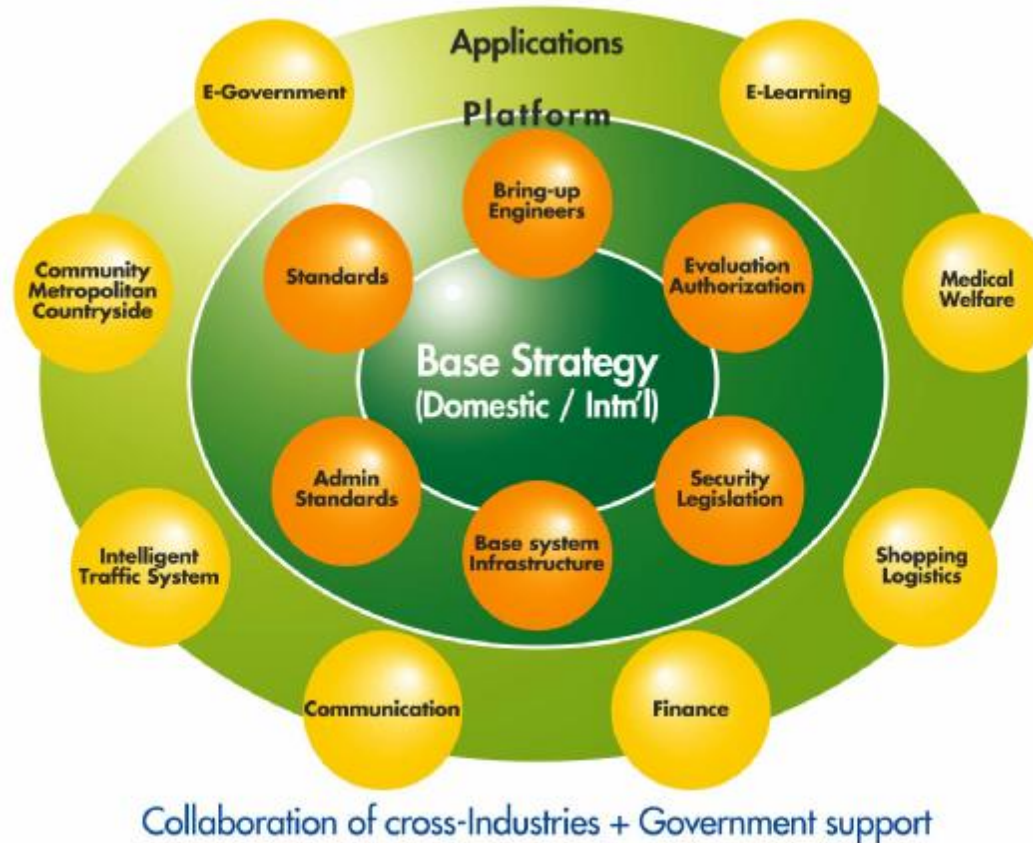 Applications
E-Government
E-Learning
Platform
Bring-up
Engineers
Standards
Evaluation
Authorization
Community
Metropolitan
Countryside
Medical
Welfare
Base Strategy
(Domestic / Intn'l)
Admin
Standards
Security
Legislation
Base system
Infrastructure
Intelligent
Traffic System
Shopping
Logistics
Communication
Finance
Collaboration of cross-Industries + Government support